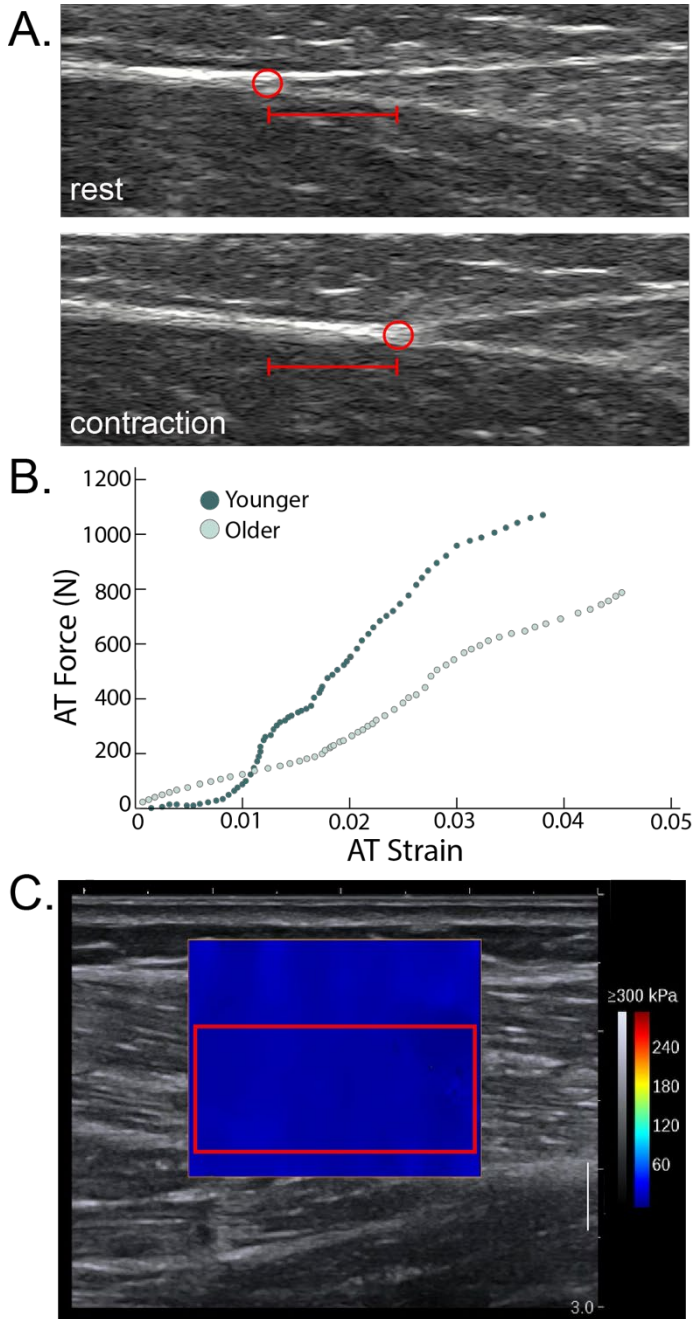 A.
rest
contraction
B.
1200
1000
800
600
400
200
0
AT Force (N)
Younger
Older
0 0.01 0.02 0.03 0.04 0.05
AT Strain
C.
≥300 kPa
240
180
120
60
3.0